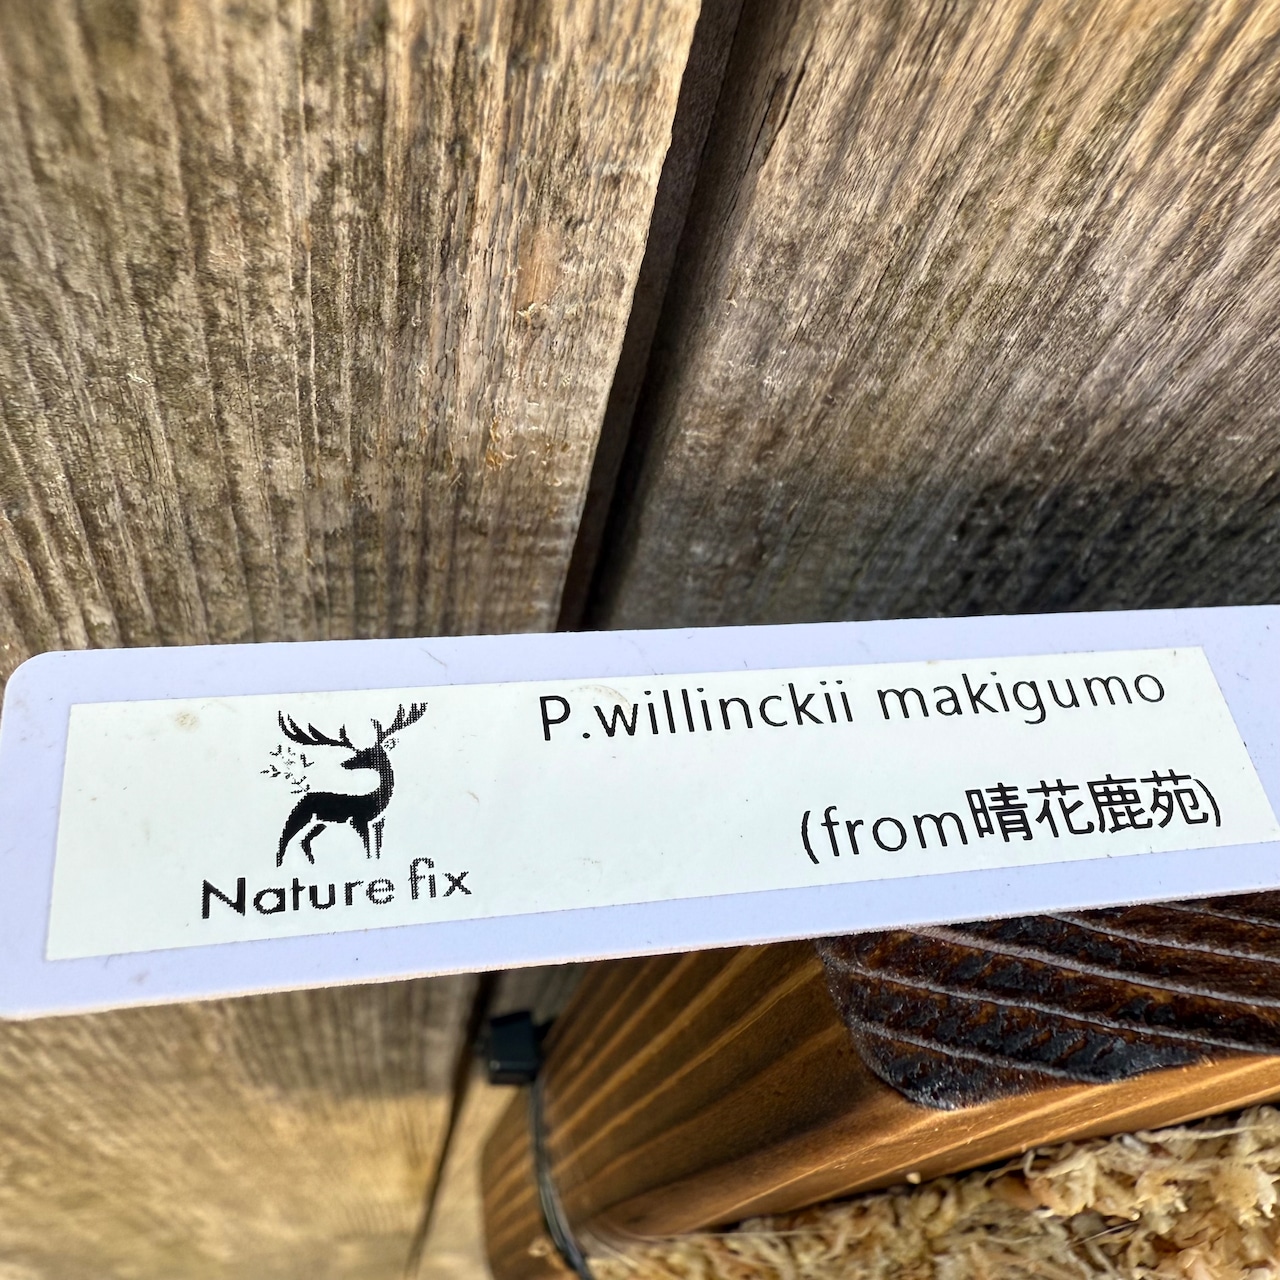 P.willinckii makigumo
(from晴花鹿苑)
Nature fix